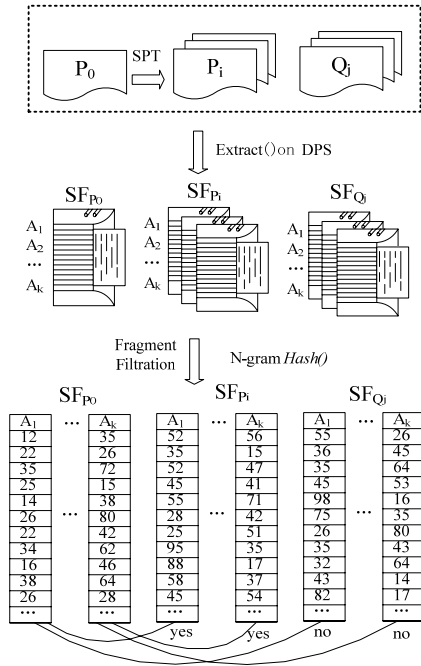 P0 SPT Pi Qj
Extract()on DPS
SFP0 SFPi SFQj
A1 A1 A1
A2 A2 A2
... ... ...
Ak Ak Ak
Fragment Filtration N-gram Hash()
SFP0 SFPi SFQj
A1 ... Ak A1 ... Ak A1 ... Ak
12 35 52 56 55 26
22 26 35 15 36 45
35 72 52 47 35 64
25 15 45 41 45 53
14 38 55 71 98 16
26 ... 80 28 ... 42 75 ... 35
22 42 25 51 26 80
34 62 95 35 35 43
16 46 88 17 32 64
38 64 58 37 43 14
26 28 45 54 82 17
... ... ... ... ... ...
yes yes no no